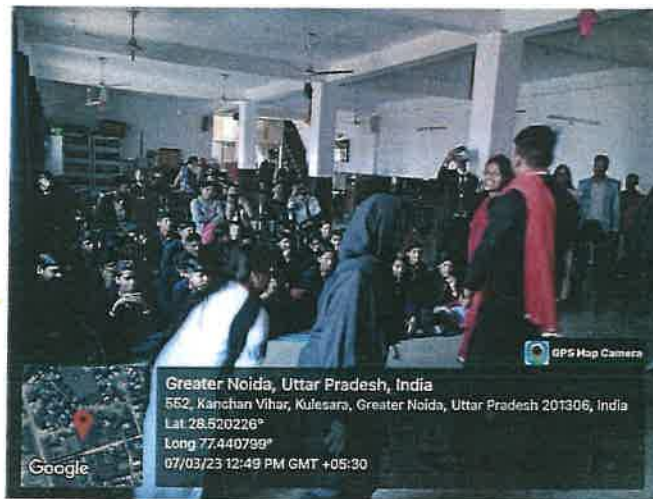 GPS Map Camera
Greater Noida, Uttar Pradesh, India
552, Kanchan Vihar, Kulesara, Greater Noida, Uttar Pradesh 201306, India
Lat 28.520226°
Long 77.440799°
07/03/23 12:49 PM GMT +05:30
Google